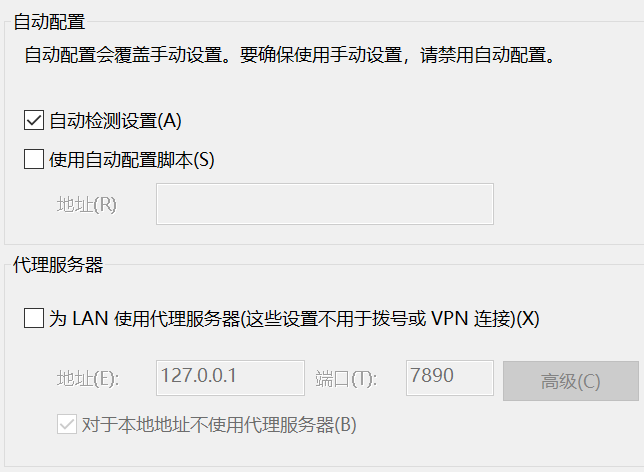 自动配置
自动配置会覆盖手动设置。要确保使用手动设置，请禁用自动配置。
自动检测设置(A)
使用自动配置脚本(S)
地址(R)
代理服务器
为 LAN 使用代理服务器(这些设置不用于拨号或 VPN 连接)(X)
地址(E): 127.0.0.1 端口(T): 7890 高级(C)
对于本地地址不使用代理服务器(B)